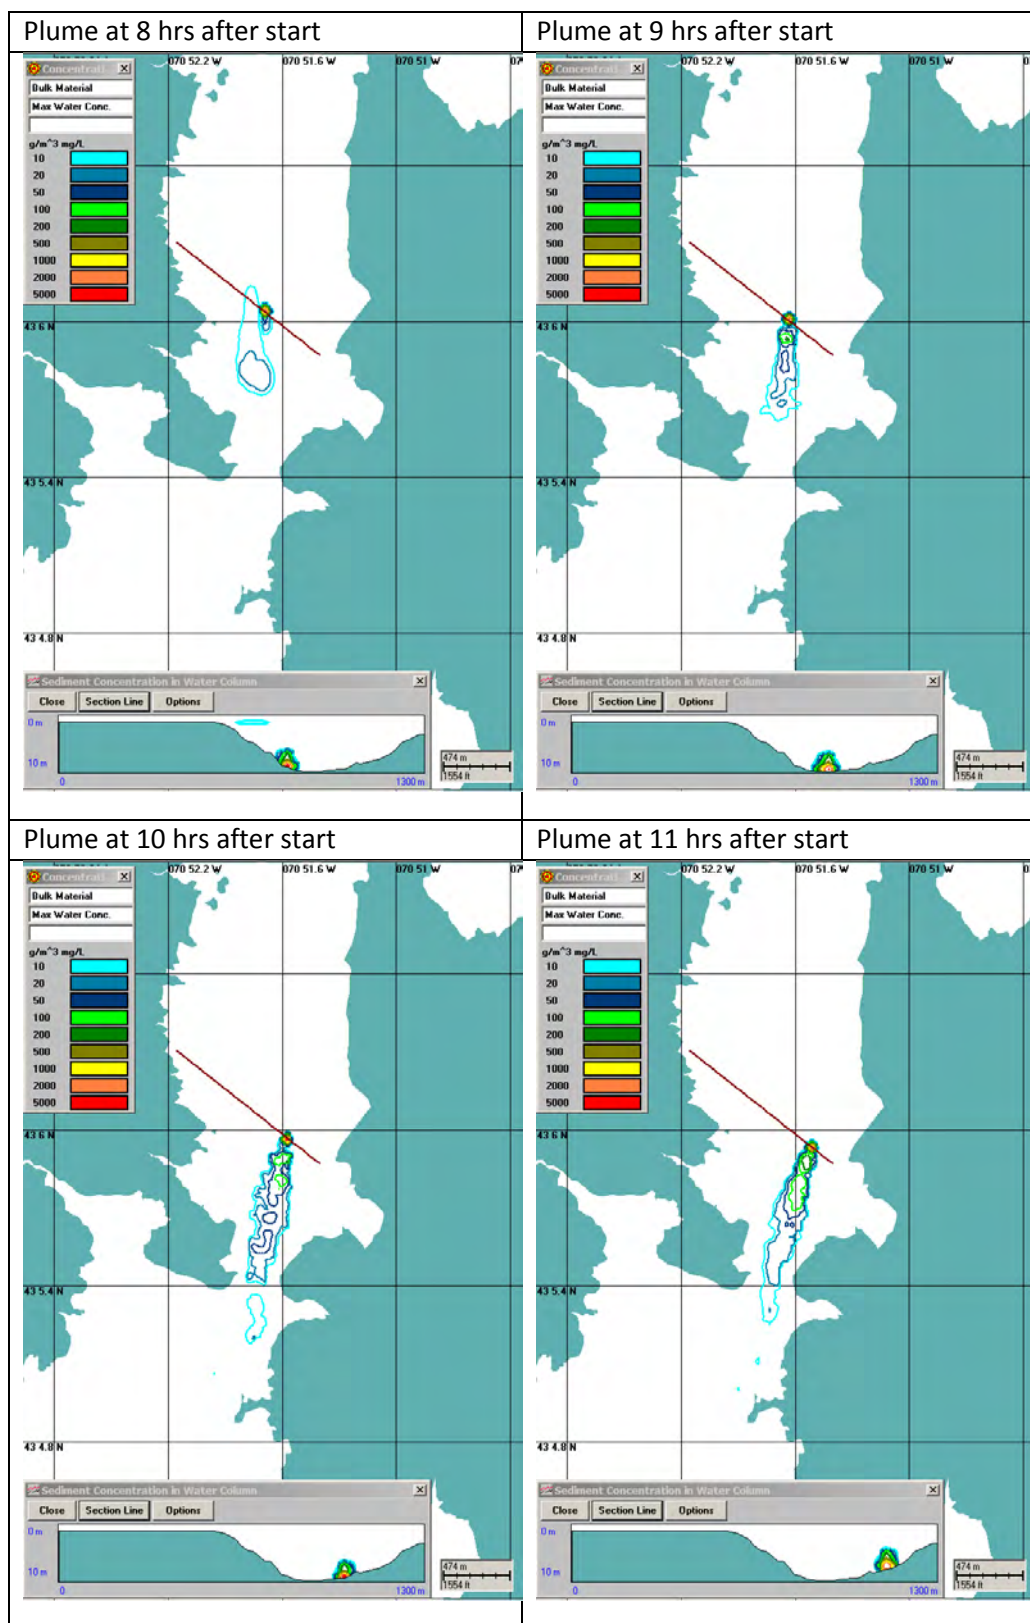 Plume at 8 hrs after start
070 52.2 W 070 51.6 W 070 51 W
Concentrati
Bulk Material
Max Water Conc.
g/m^3 mg/L
10
20
50
100
200
500
1000
2000
5000
43 6 N
43 5.4 N
43 4.8 N
Sediment Concentration in Water Column
Close Section Line Options
0 m
10 m
0 1300 m
474 m
1554 ft
Plume at 9 hrs after start
070 52.2 W 070 51.6 W 070 51 W
Concentrati
Bulk Material
Max Water Conc.
g/m^3 mg/L
10
20
50
100
200
500
1000
2000
5000
43 6 N
43 5.4 N
43 4.8 N
Sediment Concentration in Water Column
Close Section Line Options
0 m
10 m
0 1300 m
474 m
1554 ft
Plume at 10 hrs after start
070 52.2 W 070 51.6 W 070 51 W
Concentrati
Bulk Material
Max Water Conc.
g/m^3 mg/L
10
20
50
100
200
500
1000
2000
5000
43 6 N
43 5.4 N
43 4.8 N
Sediment Concentration in Water Column
Close Section Line Options
0 m
10 m
0 1300 m
474 m
1554 ft
Plume at 11 hrs after start
070 52.2 W 070 51.6 W 070 51 W
Concentrati
Bulk Material
Max Water Conc.
g/m^3 mg/L
10
20
50
100
200
500
1000
2000
5000
43 6 N
43 5.4 N
43 4.8 N
Sediment Concentration in Water Column
Close Section Line Options
0 m
10 m
0 1300 m
474 m
1554 ft